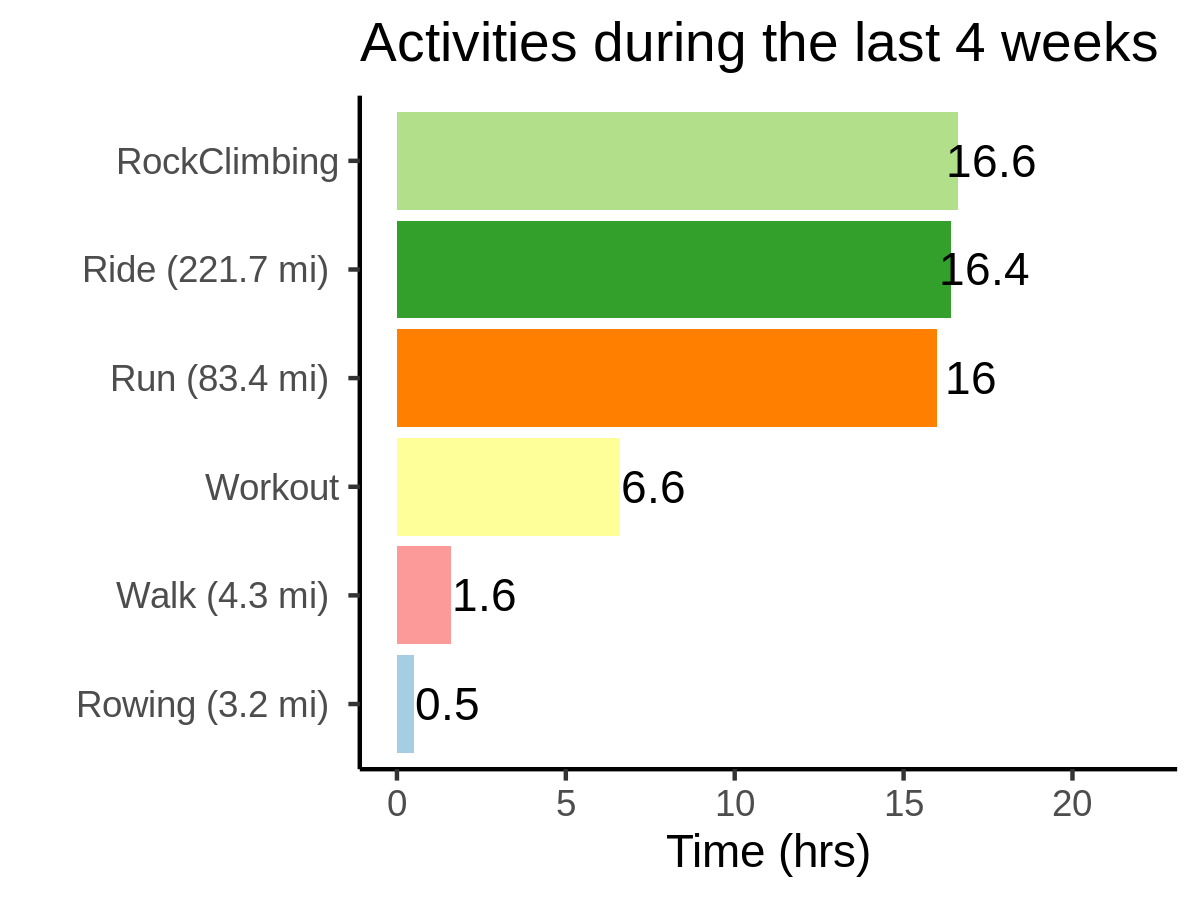 Activities during the last 4 weeks
RockClimbing 16.6
Ride (221.7 mi) 16.4
Run (83.4 mi) 16
Workout 6.6
Walk (4.3 mi) 1.6
Rowing (3.2 mi) 0.5
0 5 10 15 20
Time (hrs)